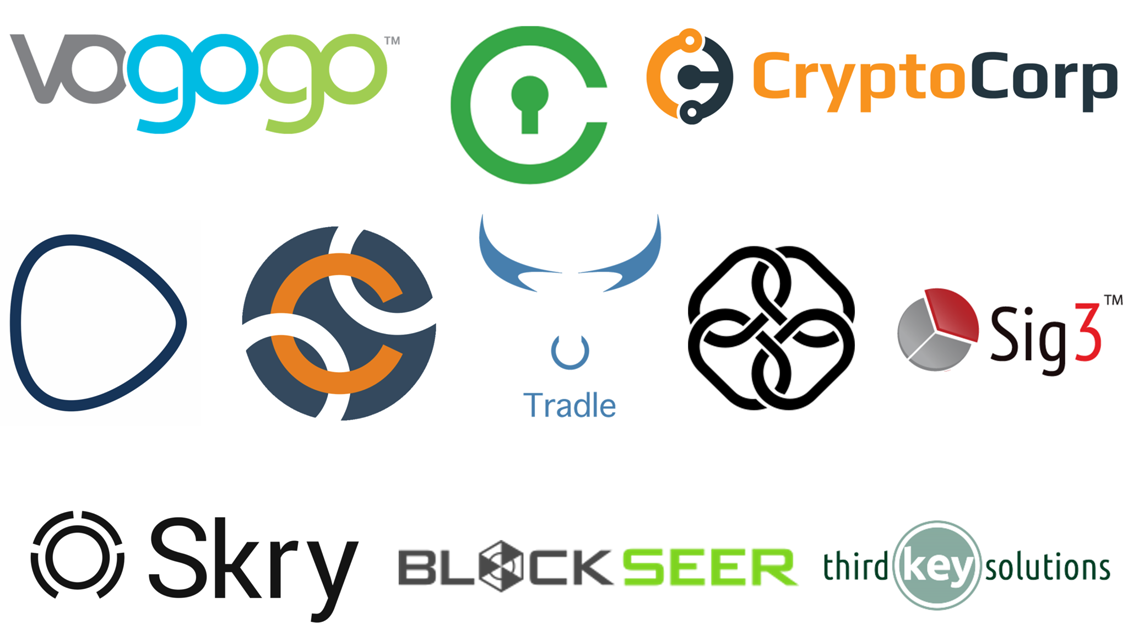 vogogo™
CryptoCorp
Tradle
Sig3™
Skry
BLOCKSEER
third key solutions